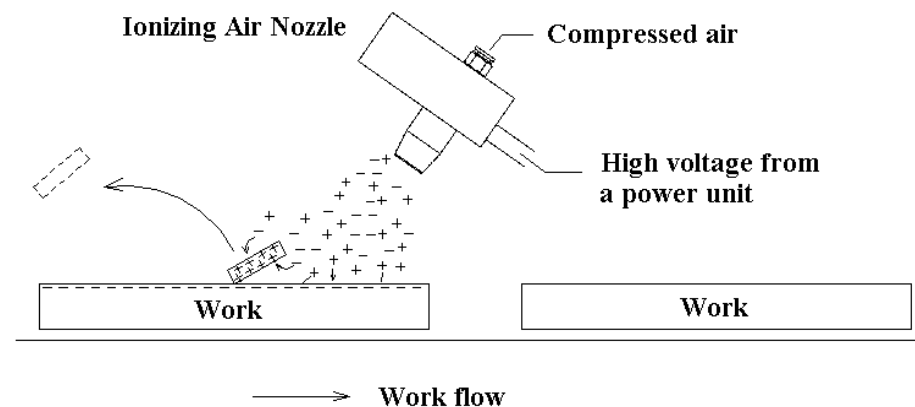 Ionizing Air Nozzle
Compressed air
High voltage from
a power unit
Work
Work
Work flow